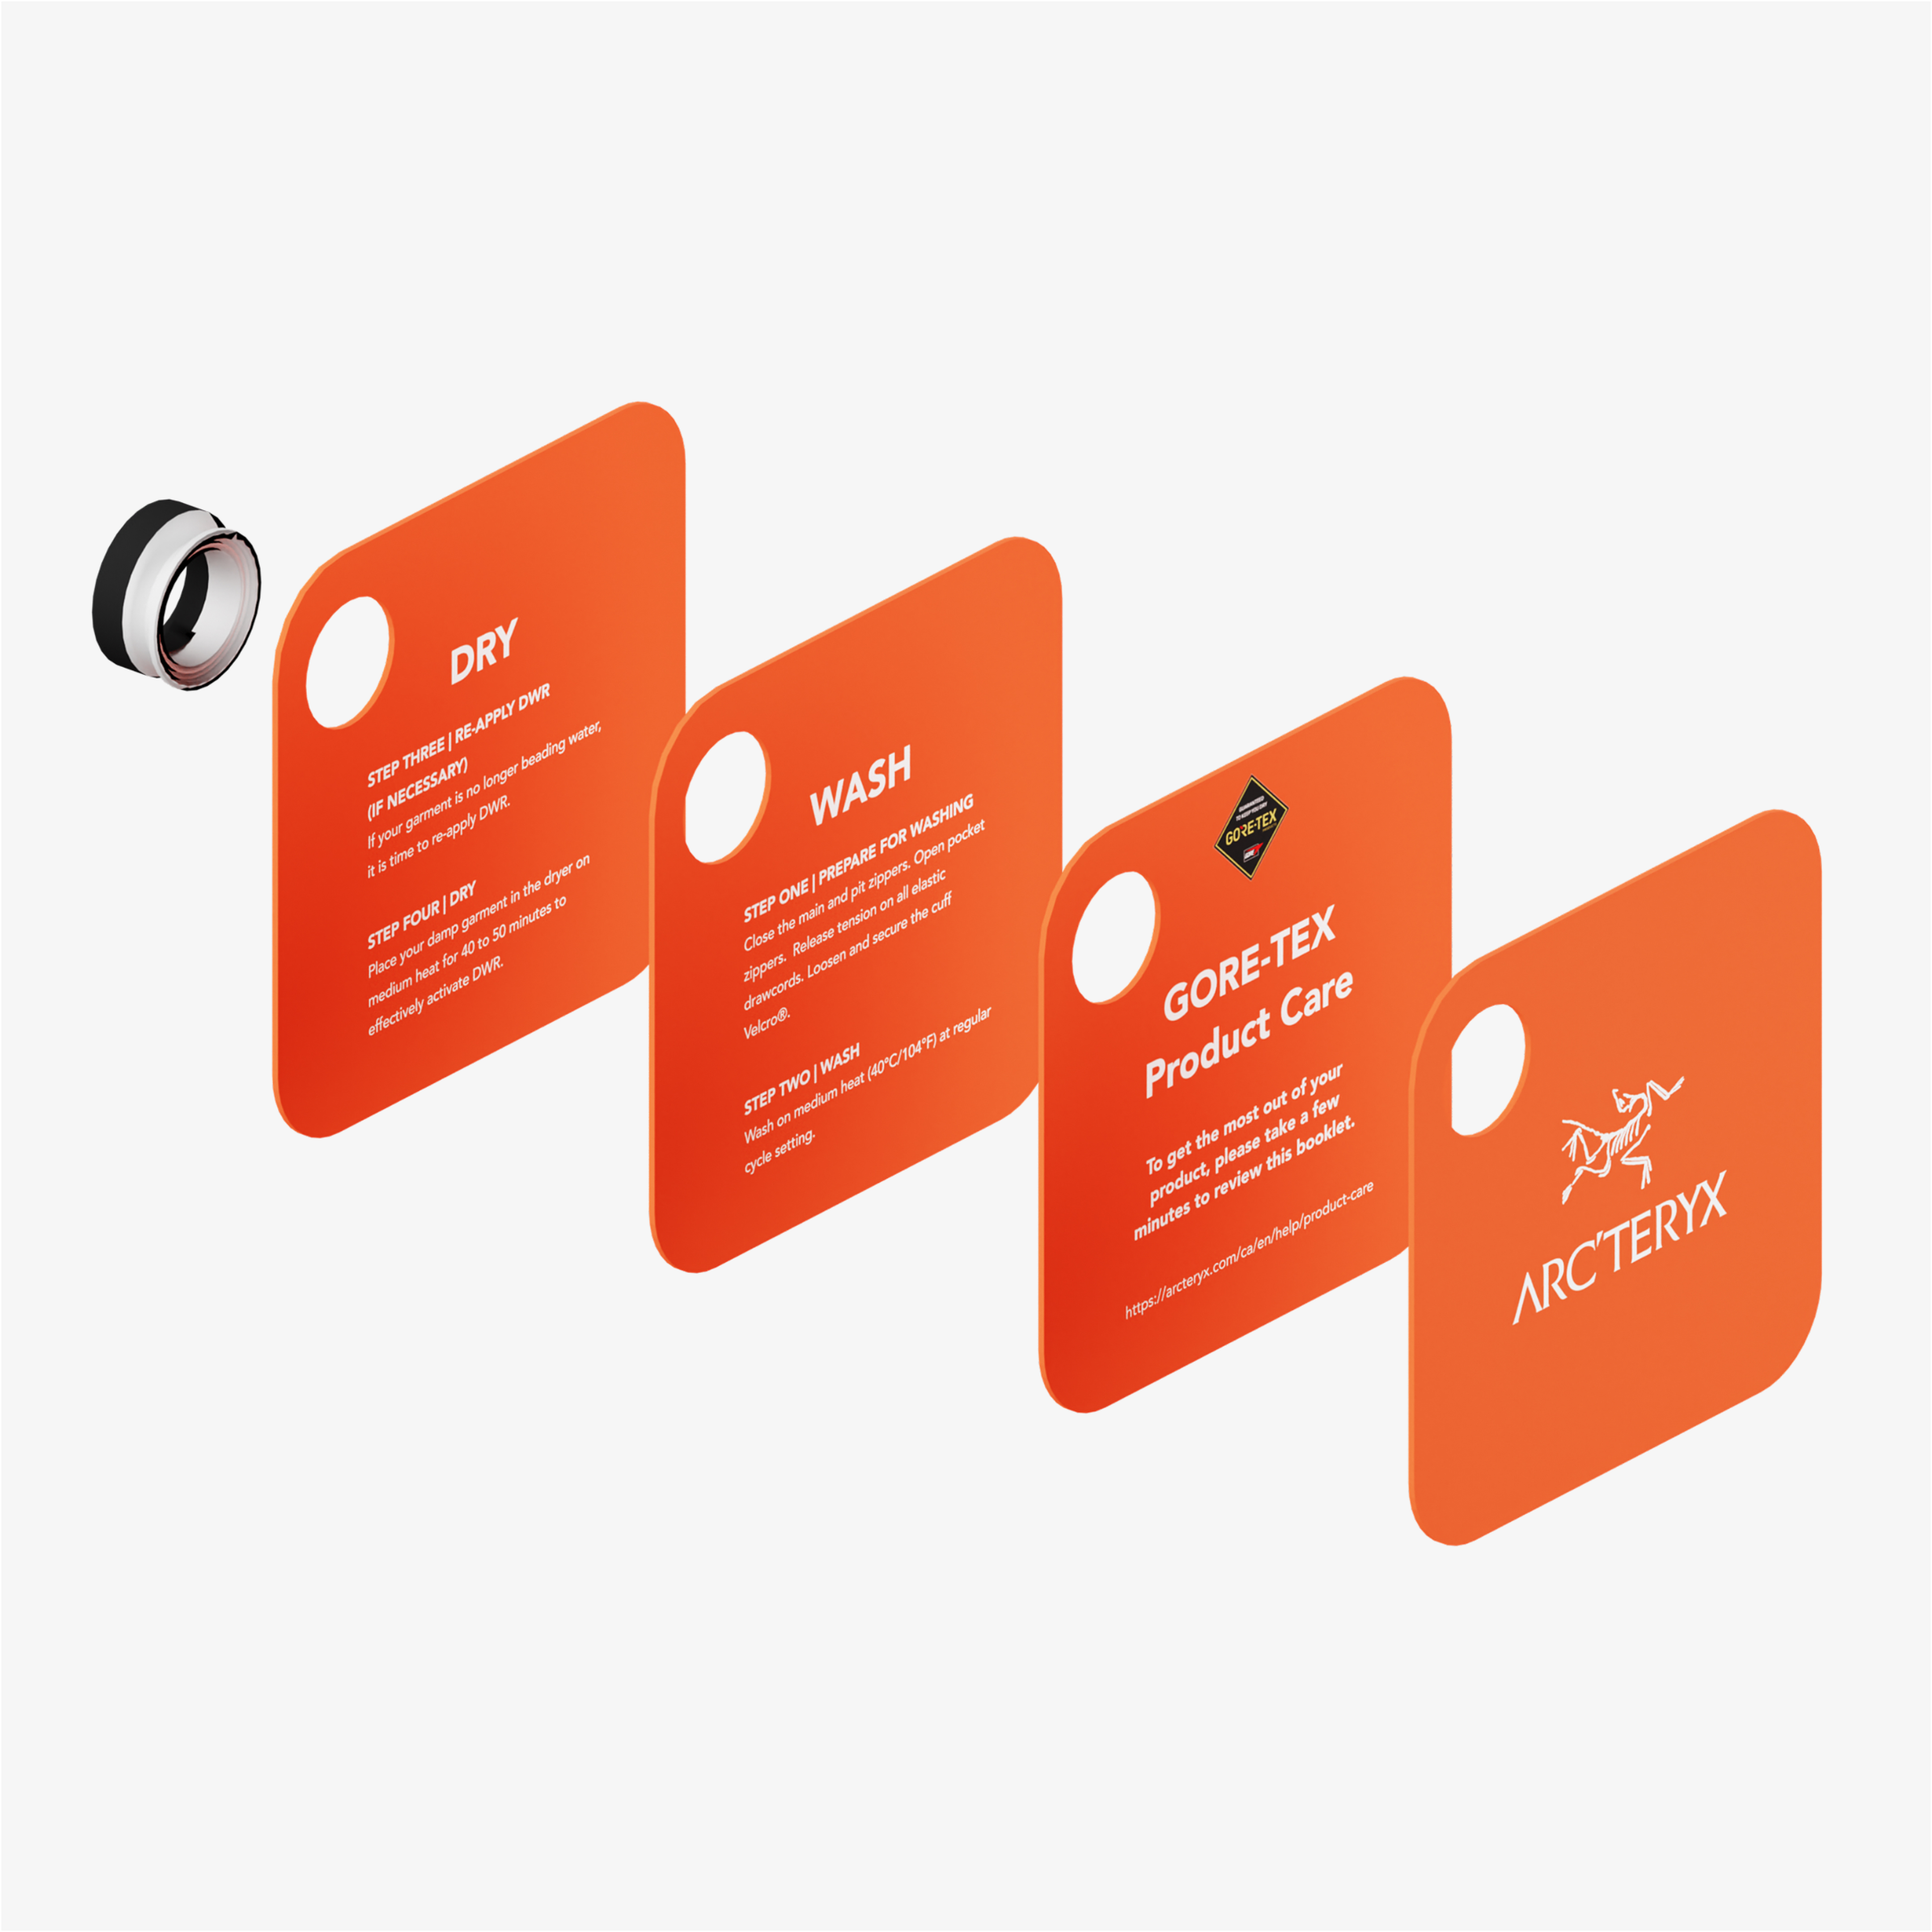 DRY
STEP THREE | RE-APPLY DWR
(IF NECESSARY)
If your garment is no longer beading water,
it is time to re-apply DWR.
STEP FOUR | DRY
Place your damp garment in the dryer on
medium heat for 40 to 50 minutes to
effectively activate DWR.
WASH
STEP ONE | PREPARE FOR WASHING
Close the main and pit zippers. Open pocket
zippers.  Release tension on all elastic
drawcords. Loosen and secure the cuff
Velcro®.
STEP TWO | WASH
Wash on medium heat (40°C/104°F) at regular
cycle setting.
GUARANTEED
TO KEEP YOU DRY
GORE-TEX
GORE-TEX
Product Care
To get the most out of your
product, please take a few
minutes to review this booklet.
https://arcteryx.com/ca/en/help/product-care
ARC'TERYX